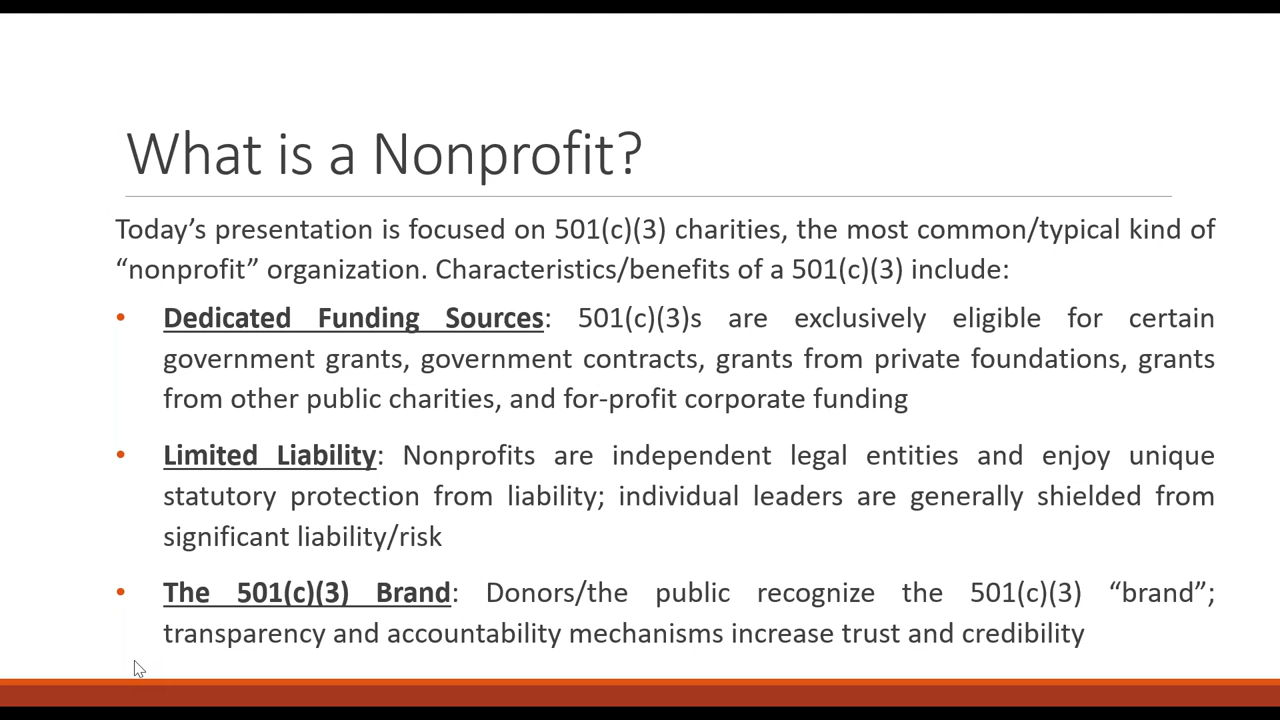 What is a Nonprofit?
Today’s presentation is focused on 501(c)(3) charities, the most common/typical kind of
“nonprofit” organization. Characteristics/benefits of a 501(c)(3) include:
• Dedicated Funding Sources: 501(c)(3)s are exclusively eligible for certain
government grants, government contracts, grants from private foundations, grants
from other public charities, and for-profit corporate funding
• Limited Liability: Nonprofits are independent legal entities and enjoy unique
statutory protection from liability; individual leaders are generally shielded from
significant liability/risk
• The 501(c)(3) Brand: Donors/the public recognize the 501(c)(3) “brand”;
transparency and accountability mechanisms increase trust and credibility